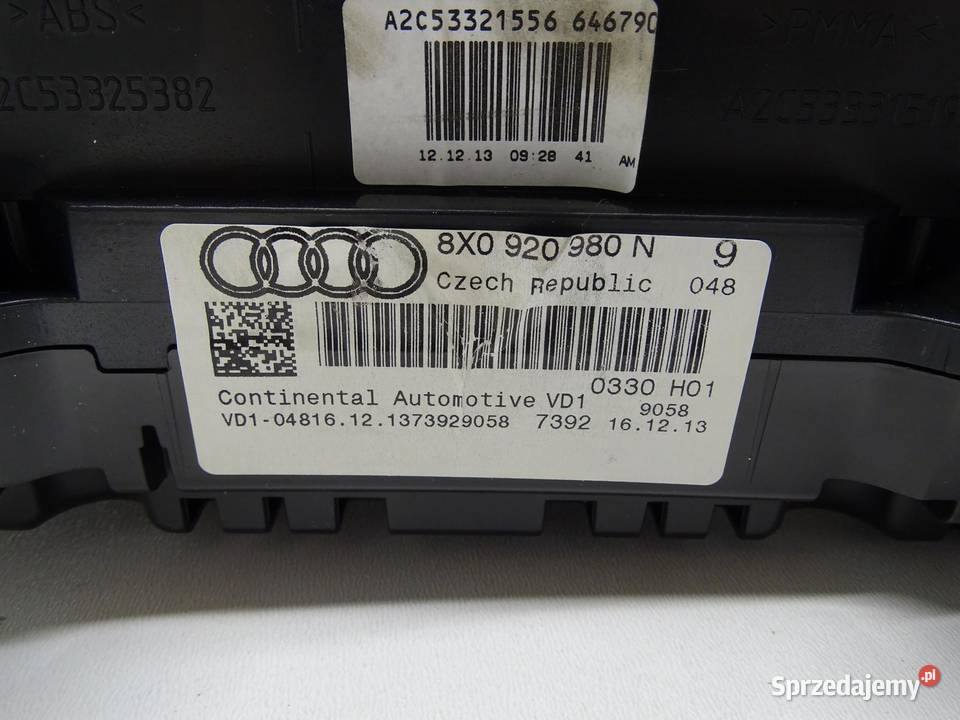 >ABS<
A2C53321556 646790
>PMMA<
2C53325382
12.12.13 09:28 41 AM
8X0 920 980 N 9
Czech Republic 048
0330 H01
Continental Automotive VD1 9058
VD1-04816.12.1373929058 7392 16.12.13
Sprzedajemy.pl